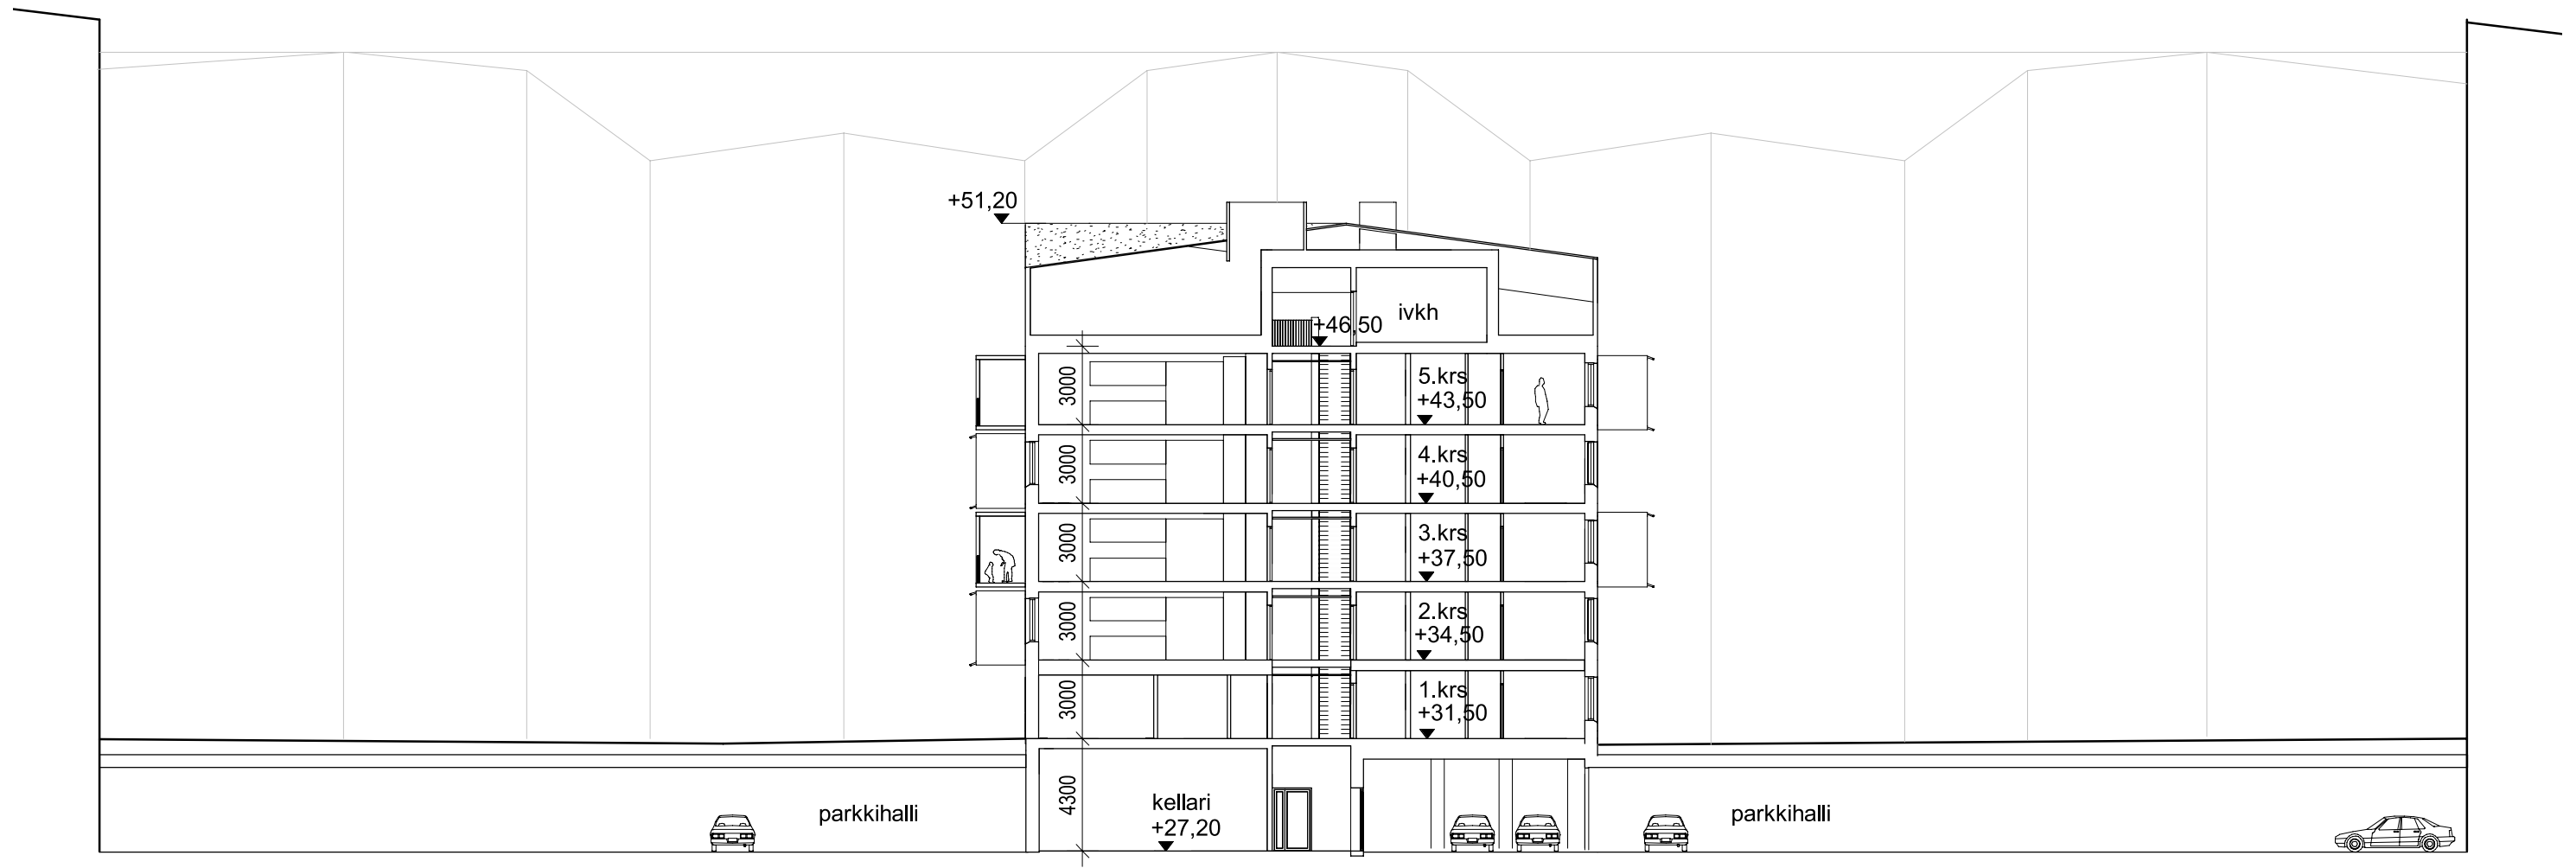 +51,20
ivkh
+46,50
3000
5.krs
+43,50
3000
4.krs
+40,50
3000
3.krs
+37,50
3000
2.krs
+34,50
3000
1.krs
+31,50
4300
kellari
+27,20
parkkihalli
parkkihalli